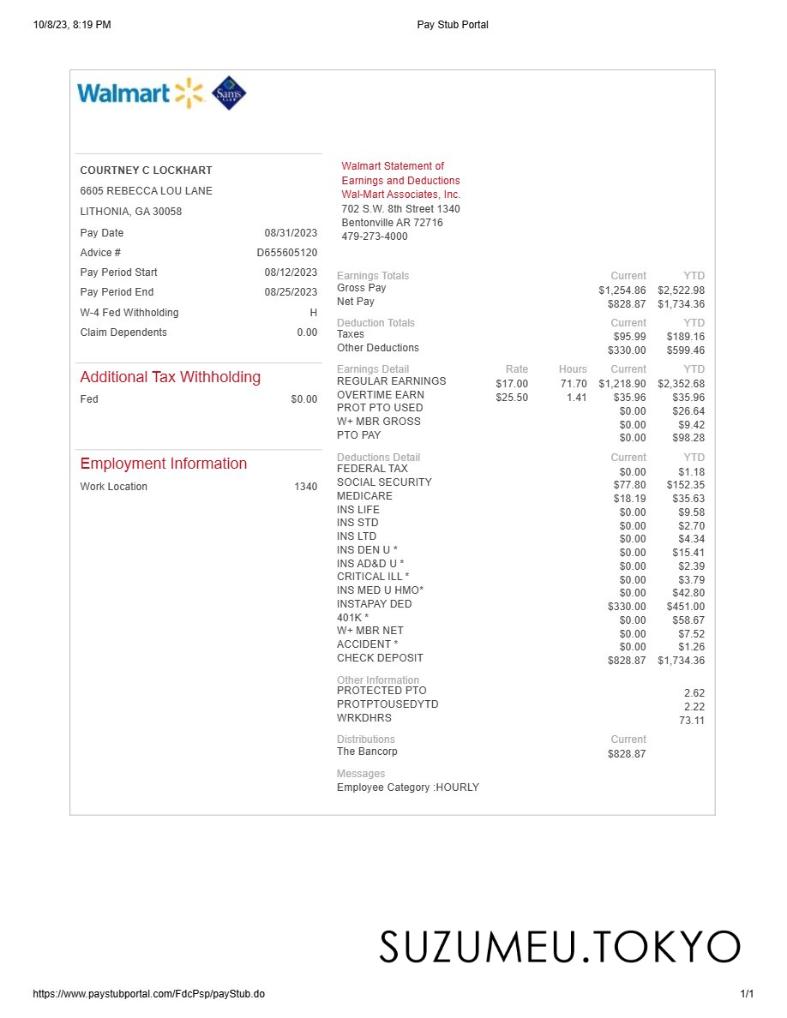 10/8/23, 8:19 PM Pay Stub Portal
Walmart Sam's CLUB
COURTNEY C LOCKHART
6605 REBECCA LOU LANE
LITHONIA, GA 30058
Pay Date 08/31/2023
Advice # D655605120
Pay Period Start 08/12/2023
Pay Period End 08/25/2023
W-4 Fed Withholding H
Claim Dependents 0.00
Additional Tax Withholding
Fed $0.00
Employment Information
Work Location 1340
Walmart Statement of
Earnings and Deductions
Wal-Mart Associates, Inc.
702 S.W. 8th Street 1340
Bentonville AR 72716
479-273-4000
Earnings Totals Current YTD
Gross Pay $1,254.86 $2,522.98
Net Pay $828.87 $1,734.36
Deduction Totals Current YTD
Taxes $95.99 $189.16
Other Deductions $330.00 $599.46
Earnings Detail Rate Hours Current YTD
REGULAR EARNINGS $17.00 71.70 $1,218.90 $2,352.68
OVERTIME EARN $25.50 1.41 $35.96 $35.96
PROT PTO USED $0.00 $26.64
W+ MBR GROSS $0.00 $9.42
PTO PAY $0.00 $98.28
Deductions Detail Current YTD
FEDERAL TAX $0.00 $1.18
SOCIAL SECURITY $77.80 $152.35
MEDICARE $18.19 $35.63
INS LIFE $0.00 $9.58
INS STD $0.00 $2.70
INS LTD $0.00 $4.34
INS DEN U * $0.00 $15.41
INS AD&D U * $0.00 $2.39
CRITICAL ILL * $0.00 $3.79
INS MED U HMO* $0.00 $42.80
INSTAPAY DED $330.00 $451.00
401K * $0.00 $58.67
W+ MBR NET $0.00 $7.52
ACCIDENT * $0.00 $1.26
CHECK DEPOSIT $828.87 $1,734.36
Other Information
PROTECTED PTO 2.62
PROTPTOUSEDYTD 2.22
WRKDHRS 73.11
Distributions Current
The Bancorp $828.87
Messages
Employee Category :HOURLY
SUZUMEU.TOKYO
https://www.paystubportal.com/FdcPsp/payStub.do 1/1